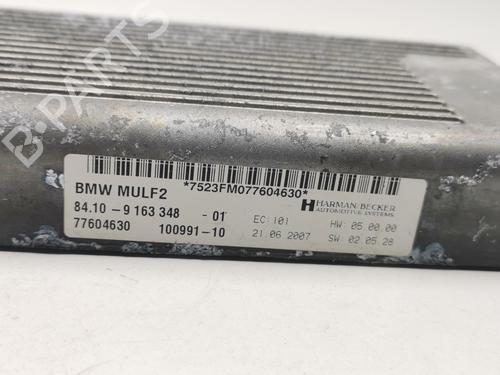 *7523FM077604630*
BMW MULF2
84.10-9 163 348 -01
77604630 100991-10
EC: 101
21.06.2007
HARMAN/BECKER
AUTOMOTIVE SYSTEMS
HW: 05.00.00
SW: 02.05.28
B-PARTS